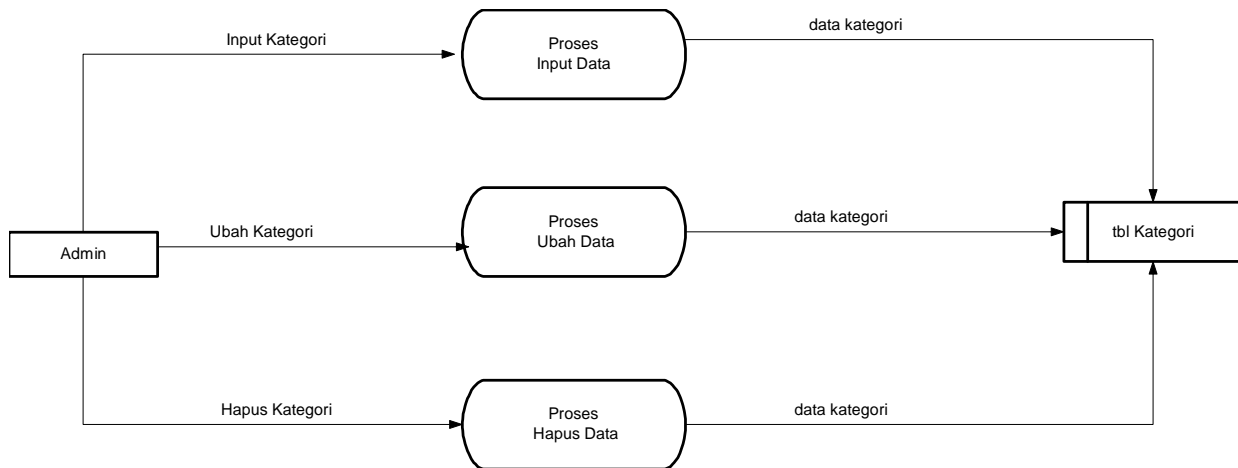 Input Kategori
Proses
Input Data
data kategori
Admin
Ubah Kategori
Proses
Ubah Data
data kategori
tbl Kategori
Hapus Kategori
Proses
Hapus Data
data kategori